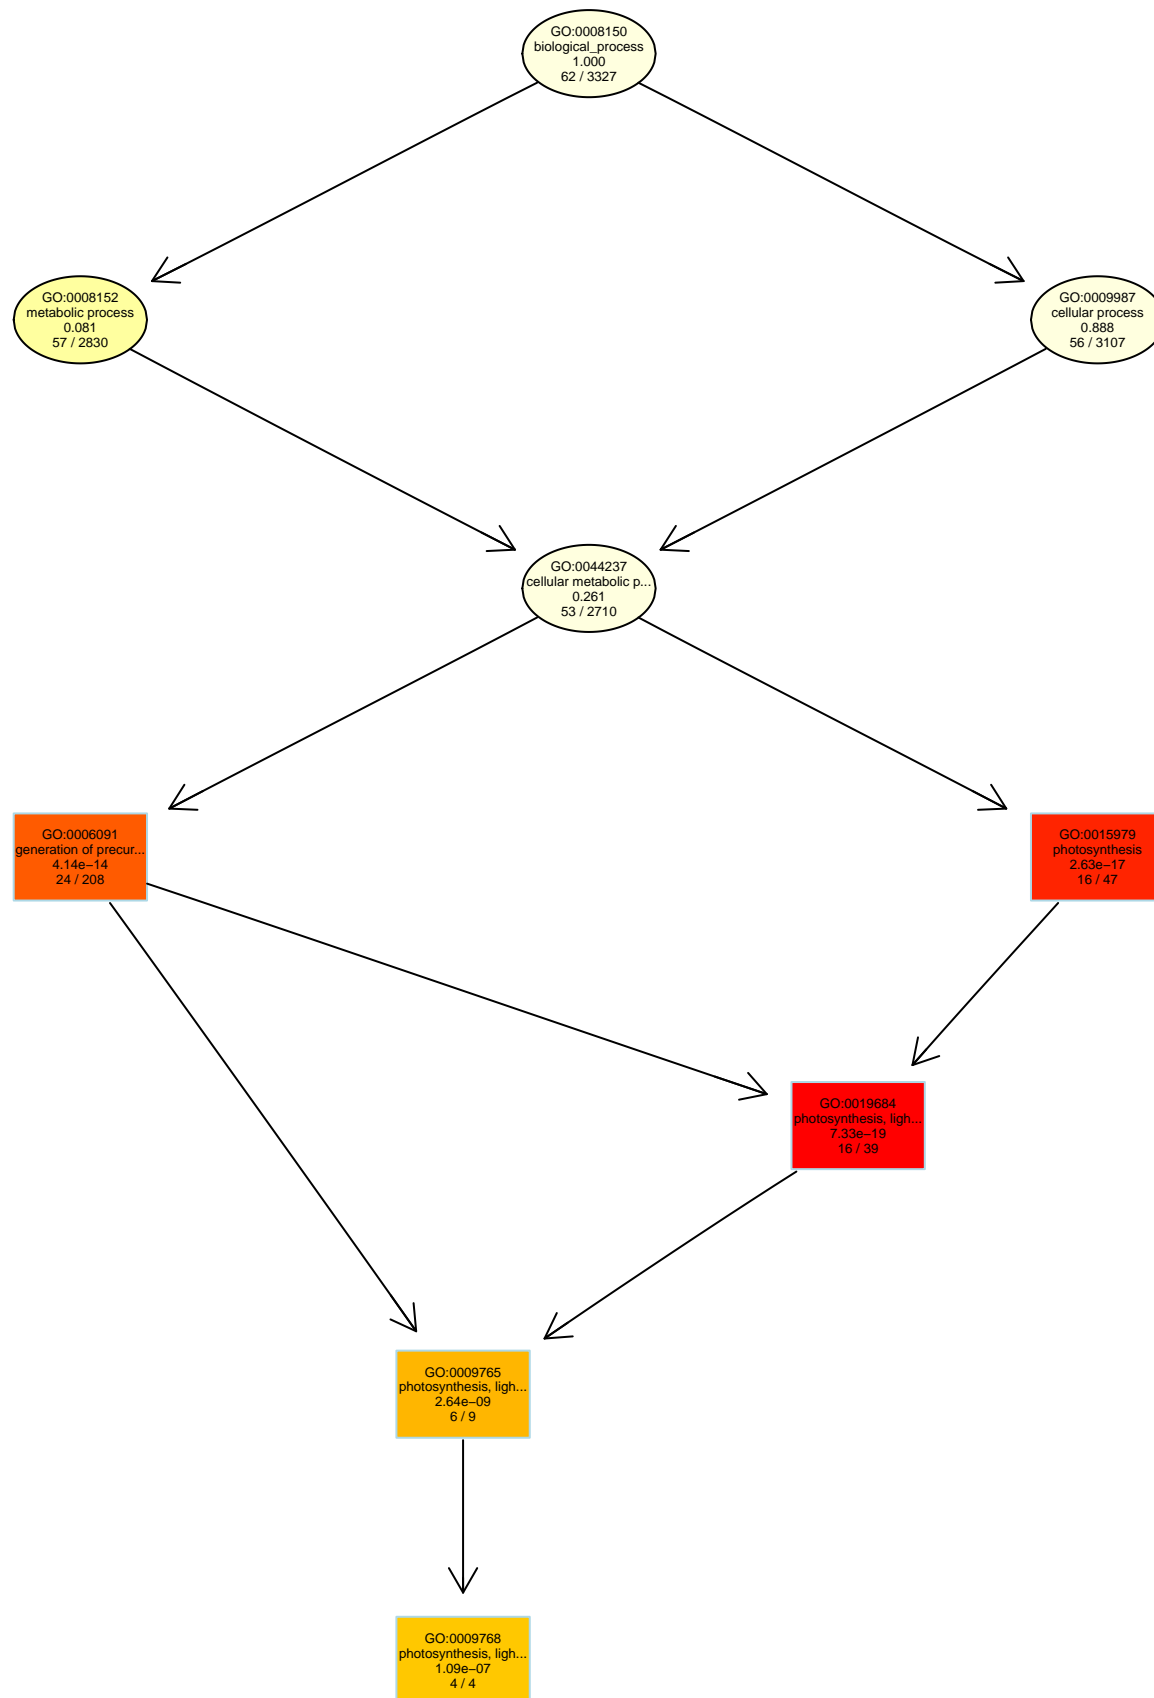 GO:0008150
biological_process
1.000
62 / 3327
GO:0008152
metabolic process
0.081
57 / 2830
GO:0009987
cellular process
0.888
56 / 3107
GO:0044237
cellular metabolic p...
0.261
53 / 2710
GO:0006091
generation of precur...
4.14e−14
24 / 208
GO:0015979
photosynthesis
2.63e−17
16 / 47
GO:0019684
photosynthesis, ligh...
7.33e−19
16 / 39
GO:0009765
photosynthesis, ligh...
2.64e−09
6 / 9
GO:0009768
photosynthesis, ligh...
1.09e−07
4 / 4